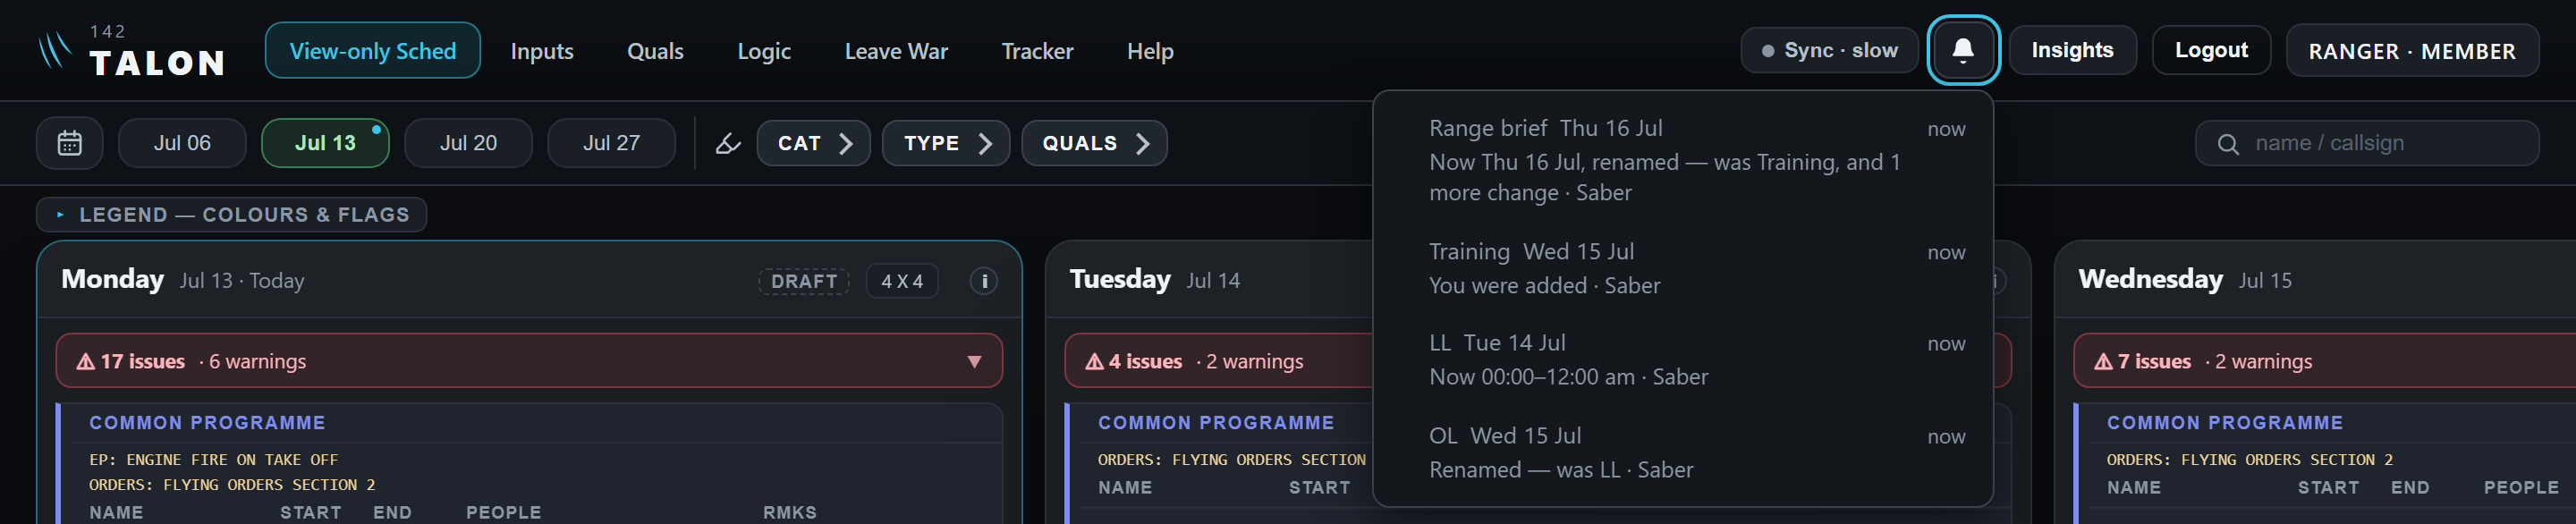 142
TALON
View-only Sched
Inputs
Quals
Logic
Leave War
Tracker
Help
Sync · slow
Insights
Logout
RANGER · MEMBER
Jul 06
Jul 13
Jul 20
Jul 27
CAT
TYPE
QUALS
name / callsign
Range brief Thu 16 Jul
now
Now Thu 16 Jul, renamed — was Training, and 1
more change · Saber
Training Wed 15 Jul
now
You were added · Saber
LL Tue 14 Jul
now
Now 00:00–12:00 am · Saber
OL Wed 15 Jul
now
Renamed — was LL · Saber
LEGEND — COLOURS & FLAGS
Monday Jul 13 · Today
DRAFT
4 X 4
i
17 issues · 6 warnings
COMMON PROGRAMME
EP: ENGINE FIRE ON TAKE OFF
ORDERS: FLYING ORDERS SECTION 2
NAME START END PEOPLE RMKS
Tuesday Jul 14
i
4 issues · 2 warnings
COMMON PROGRAMME
ORDERS: FLYING ORDERS SECTION
NAME START
Wednesday Jul 15
7 issues · 2 warnings
COMMON PROGRAMME
ORDERS: FLYING ORDERS SECTION 2
NAME START END PEOPLE